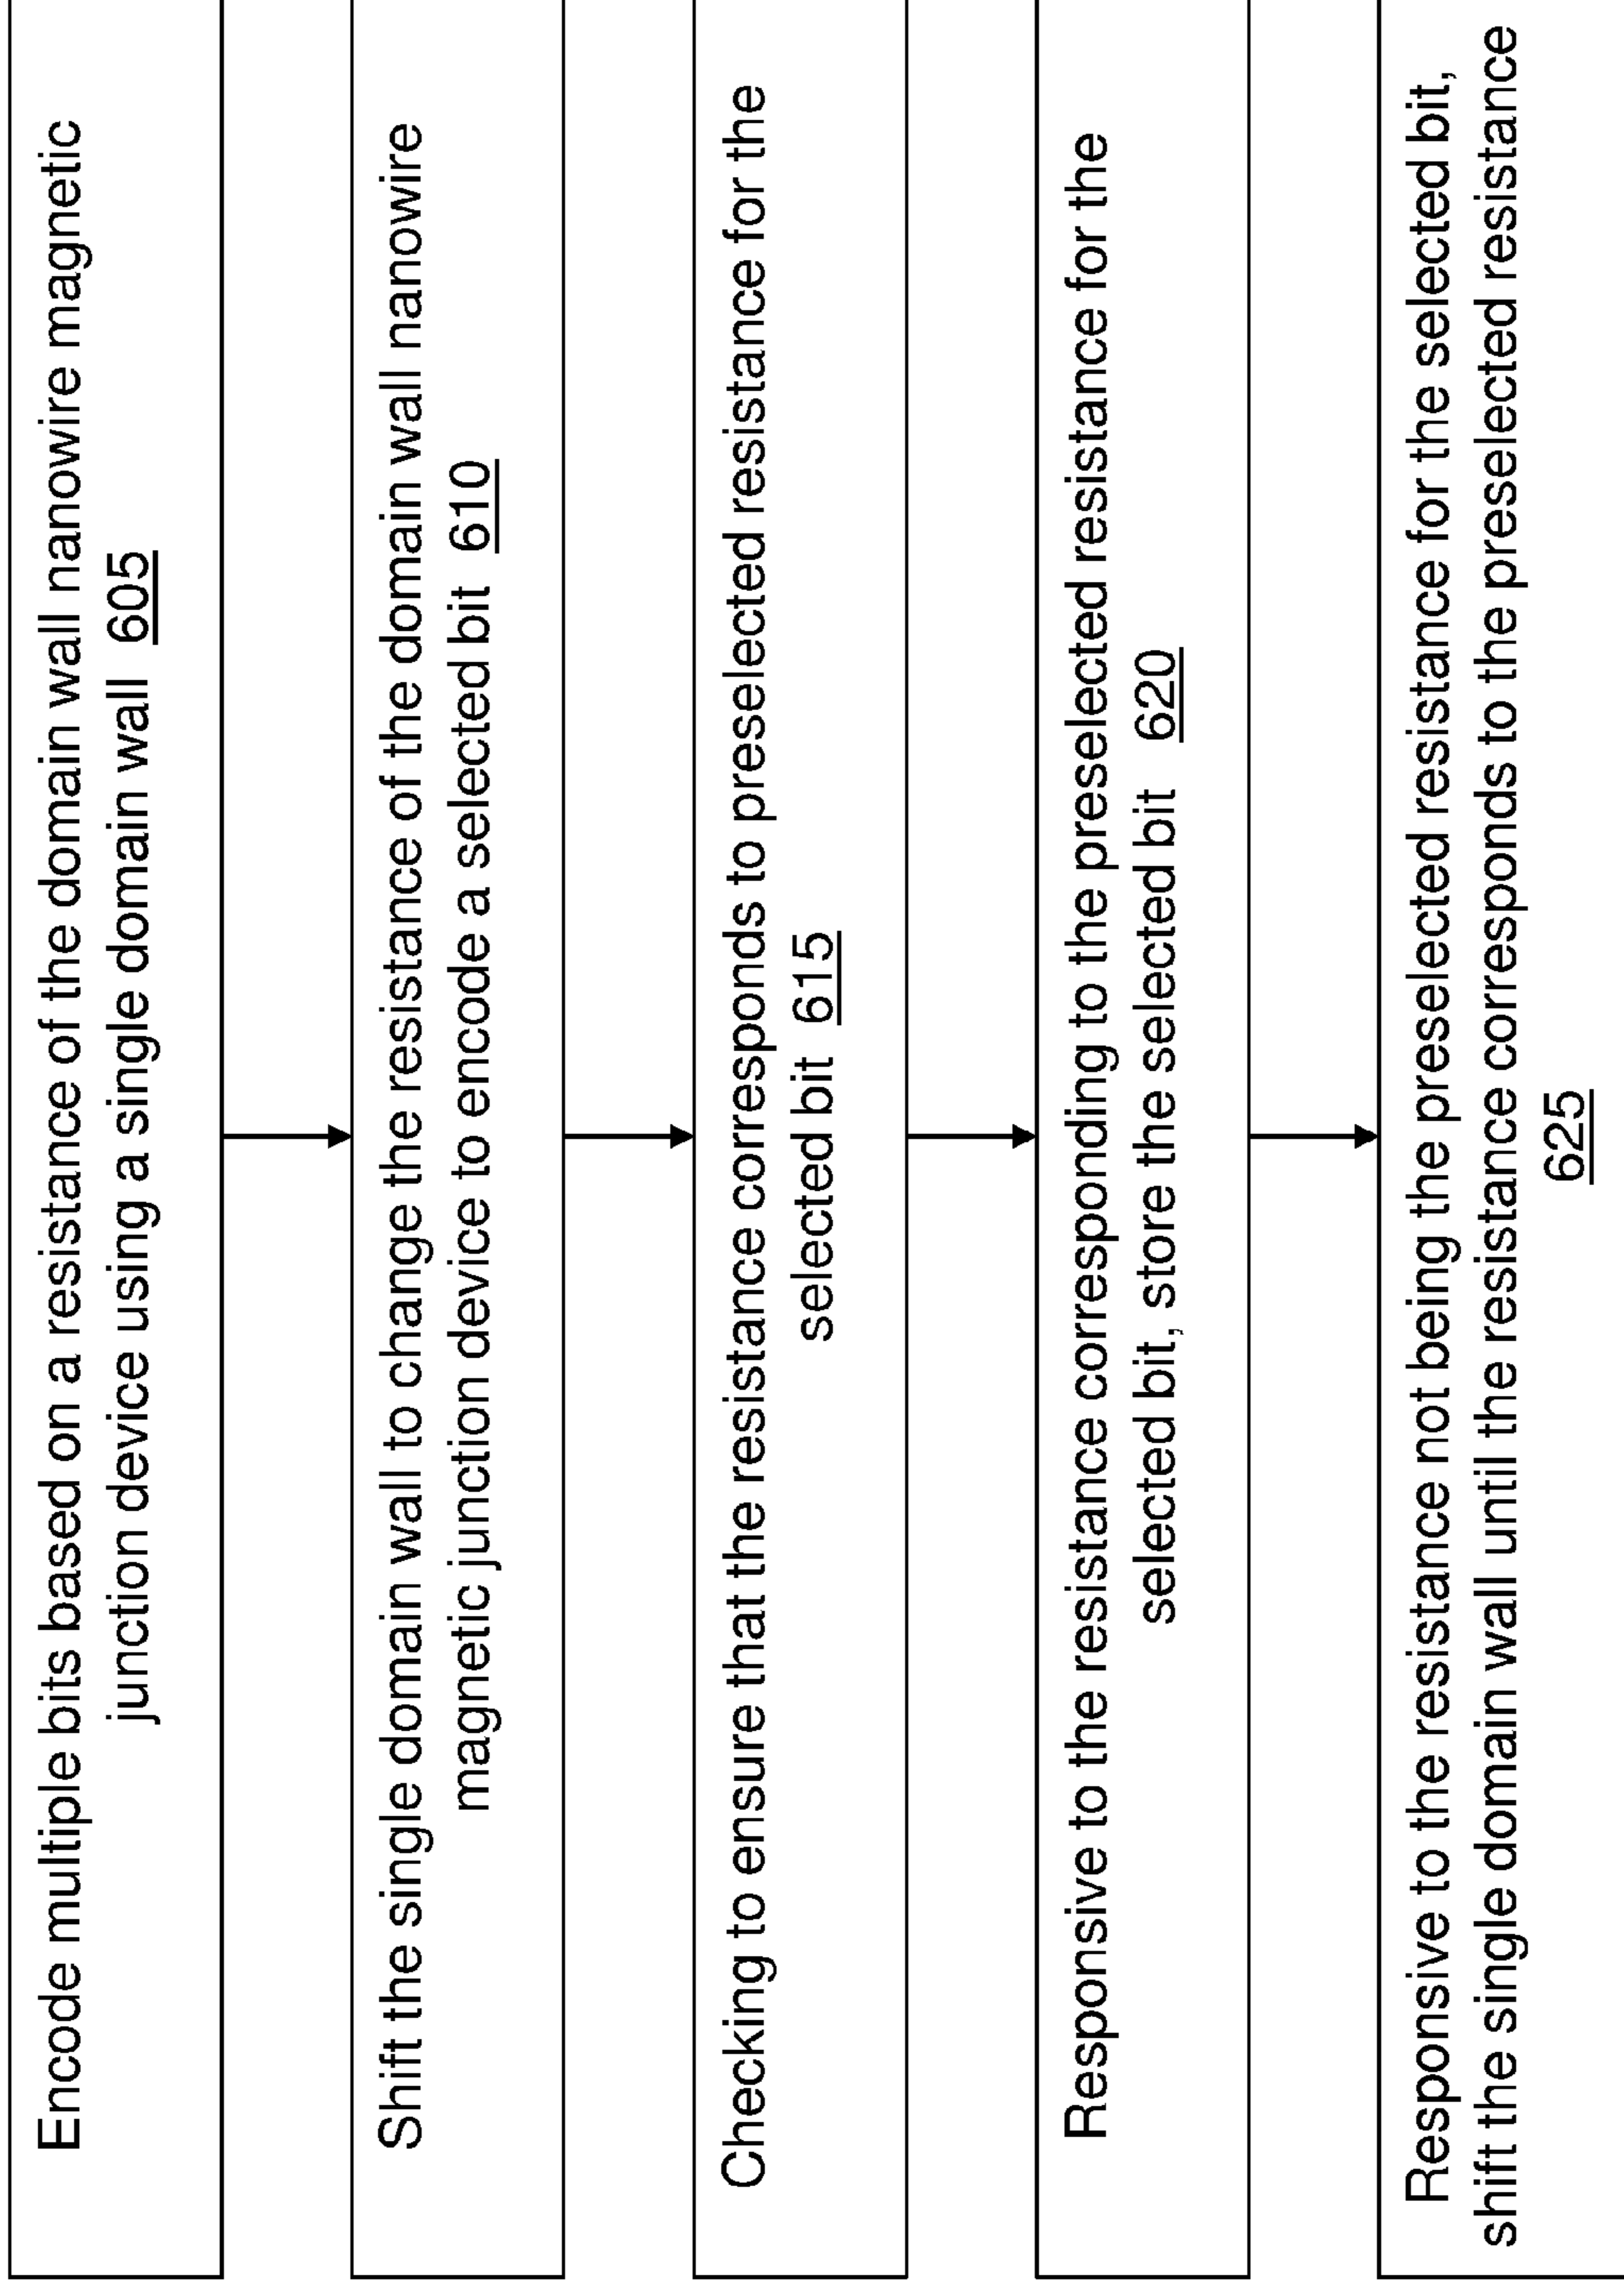 Encode multiple bits based on a resistance of the domain wall nanowire magnetic
junction device using a single domain wall 605
Shift the single domain wall to change the resistance of the domain wall nanowire
magnetic junction device to encode a selected bit 610
Checking to ensure that the resistance corresponds to preselected resistance for the
selected bit 615
Responsive to the resistance corresponding to the preselected resistance for the
selected bit, store the selected bit 620
Responsive to the resistance not being the preselected resistance for the selected bit,
shift the single domain wall until the resistance corresponds to the preselected resistance
625